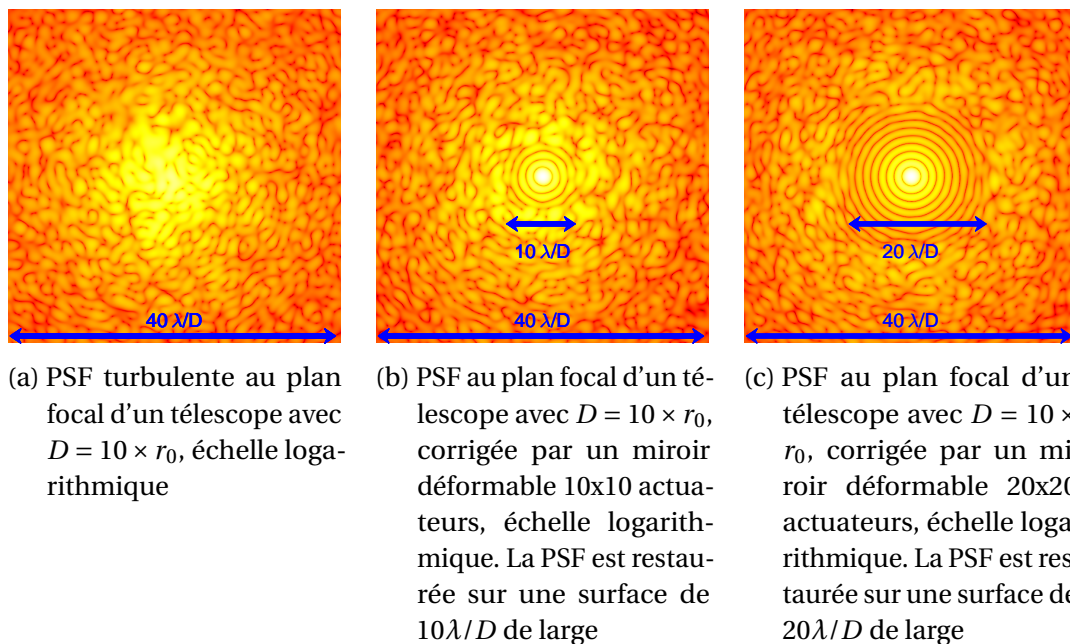 40 λ/D
10 λ/D
40 λ/D
20 λ/D
40 λ/D
(a) PSF turbulente au plan
focal d'un télescope avec
D = 10 × r₀, échelle loga-
rithmique
(b) PSF au plan focal d'un té-
lescope avec D = 10 × r₀,
corrigée par un miroir
déformable 10x10 actua-
teurs, échelle logarith-
mique. La PSF est restau-
rée sur une surface de
10λ/D de large
(c) PSF au plan focal d'un
télescope avec D = 10 ×
r₀, corrigée par un mi
roir déformable 20x20
actuateurs, échelle loga
rithmique. La PSF est res
taurée sur une surface de
20λ/D de large